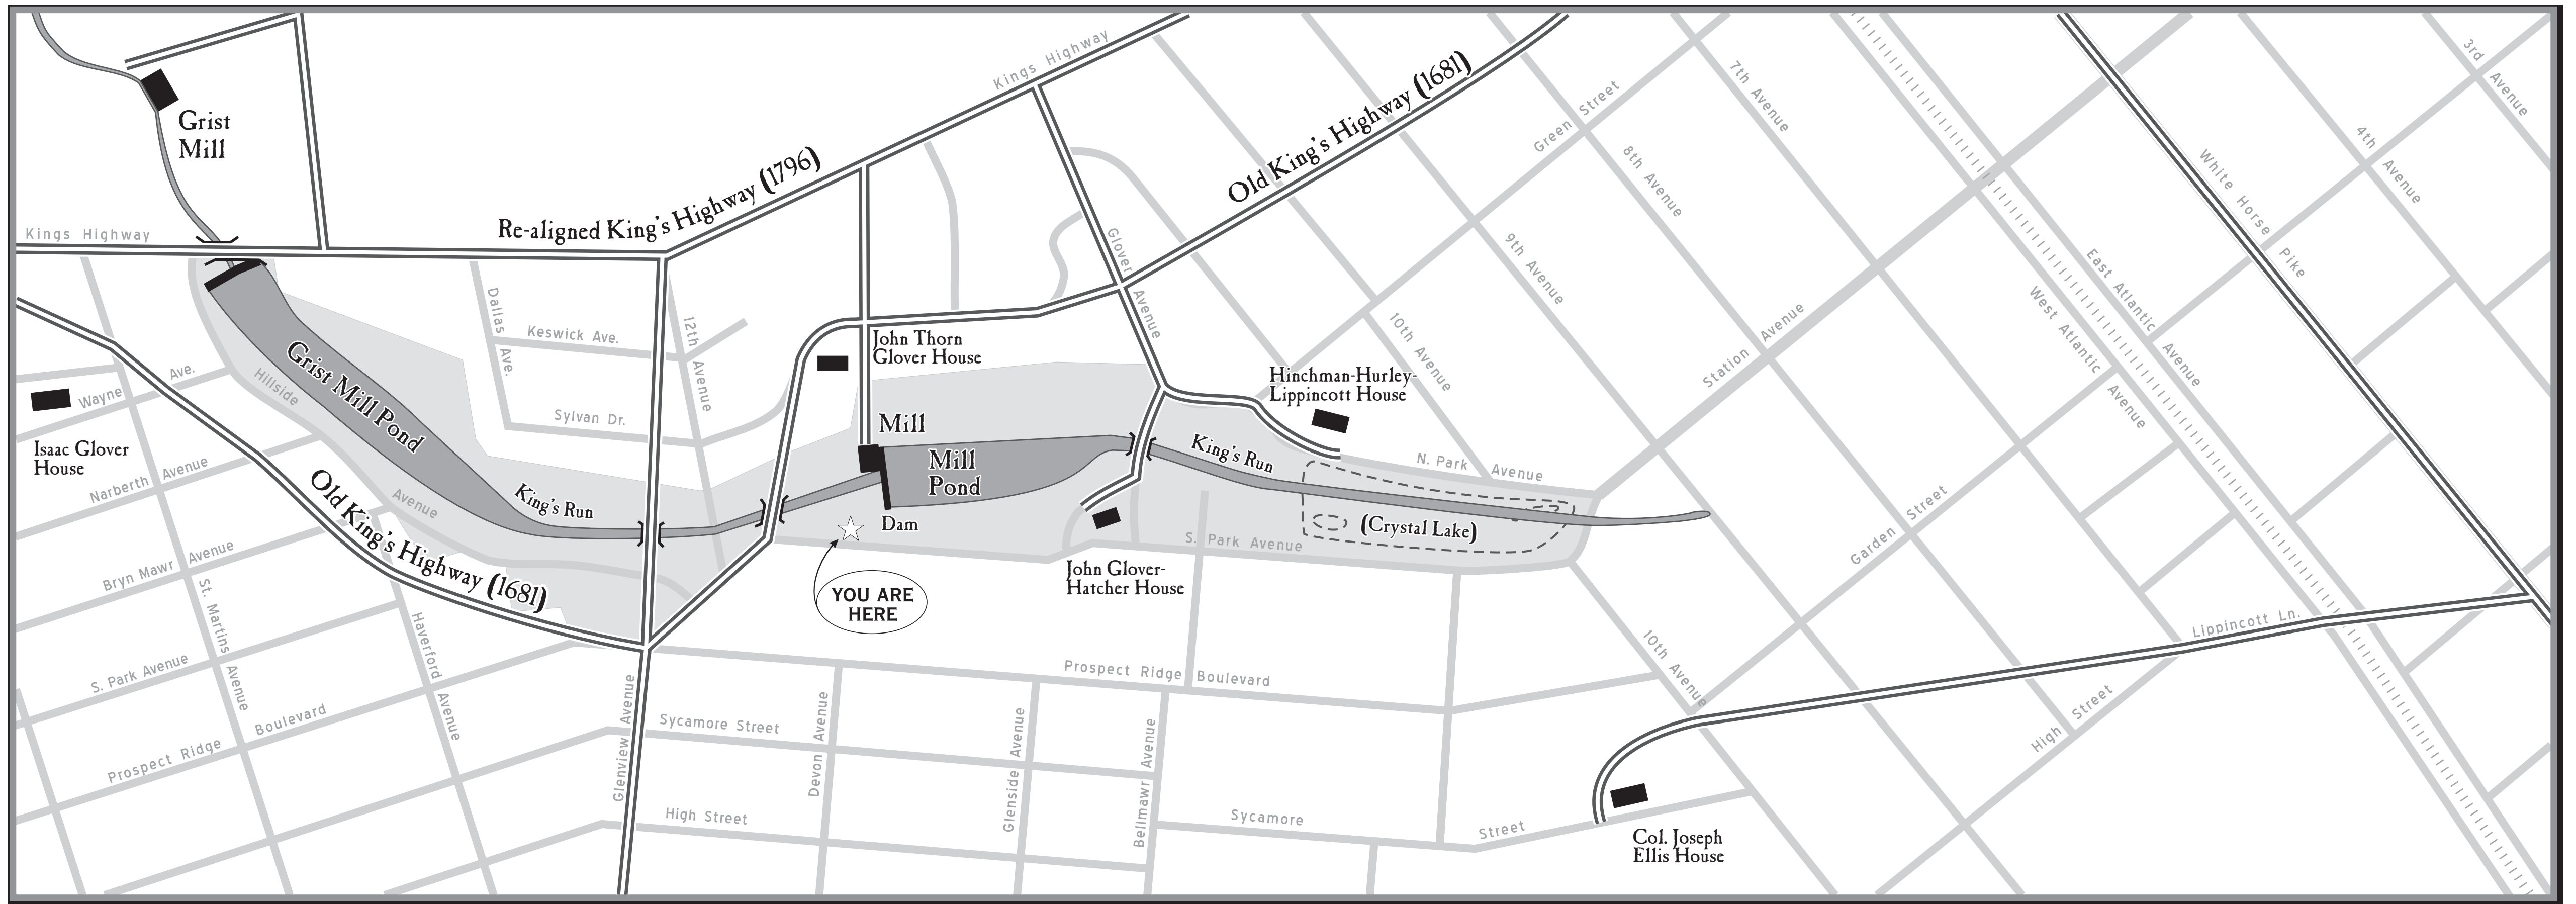 Grist
Mill
Kings Highway
Re-aligned King's Highway (1796)
Kings Highway
Old King's Highway (1681)
Green Street
7th Avenue
8th Avenue
9th Avenue
10th Avenue
3rd Avenue
4th Avenue
White Horse Pike
East Atlantic Avenue
West Atlantic Avenue
Station Avenue
Glover Avenue
Dallas Ave.
Keswick Ave.
Sylvan Dr.
12th Avenue
John Thorn
Glover House
Hinchman-Hurley-
Lippincott House
Grist Mill Pond
Hillside Avenue
Wayne Ave.
Isaac Glover
House
Narberth Avenue
Bryn Mawr Avenue
S. Park Avenue
Prospect Ridge Boulevard
St. Martins Avenue
Haverford Avenue
Old King's Highway (1681)
King's Run
Mill
Mill
Pond
Dam
King's Run
N. Park Avenue
(Crystal Lake)
S. Park Avenue
YOU ARE
HERE
John Glover-
Hatcher House
Garden Street
10th Avenue
Lippincott Ln.
High Street
Prospect Ridge Boulevard
Glenview Avenue
Sycamore Street
Devon Avenue
Glenside Avenue
Bellmawr Avenue
High Street
Sycamore Street
Col. Joseph
Ellis House